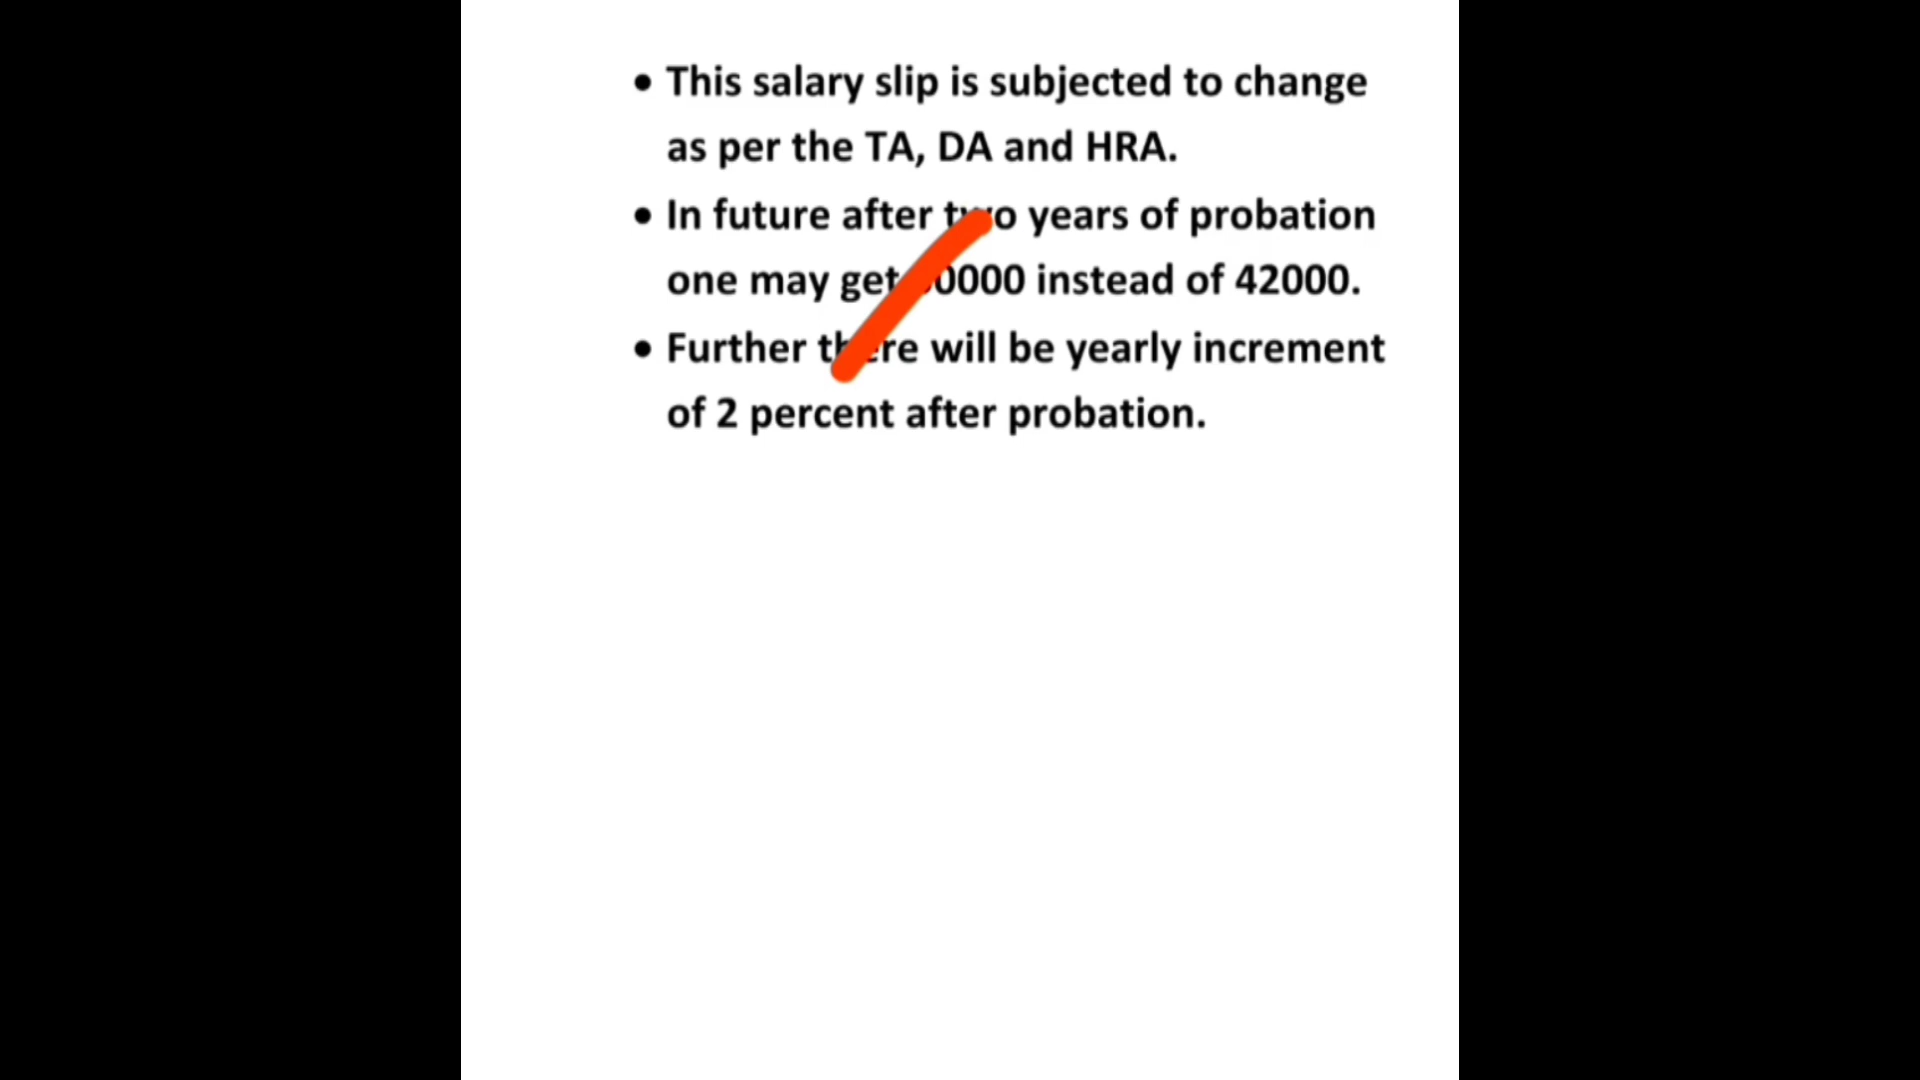 • This salary slip is subjected to change
as per the TA, DA and HRA.
• In future after two years of probation
one may get instead of 42000.
• Further there will be yearly increment
of 2 percent after probation.